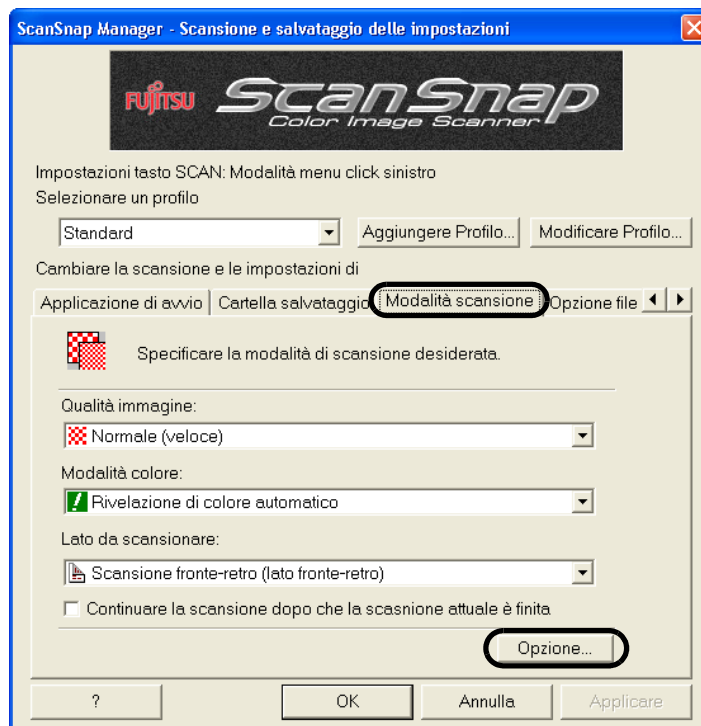 ScanSnap Manager - Scansione e salvataggio delle impostazioni
FUJITSU ScanSnap
Color Image Scanner
Impostazioni tasto SCAN: Modalità menu click sinistro
Selezionare un profilo
Standard Aggiungere Profilo... Modificare Profilo...
Cambiare la scansione e le impostazioni di
Applicazione di avvio Cartella salvataggio Modalità scansione Opzione file
Specificare la modalità di scansione desiderata.
Qualità immagine:
Normale (veloce)
Modalità colore:
Rivelazione di colore automatico
Lato da scansionare:
Scansione fronte-retro (lato fronte-retro)
Continuare la scansione dopo che la scasnione attuale è finita
Opzione...
? OK Annulla Applicare